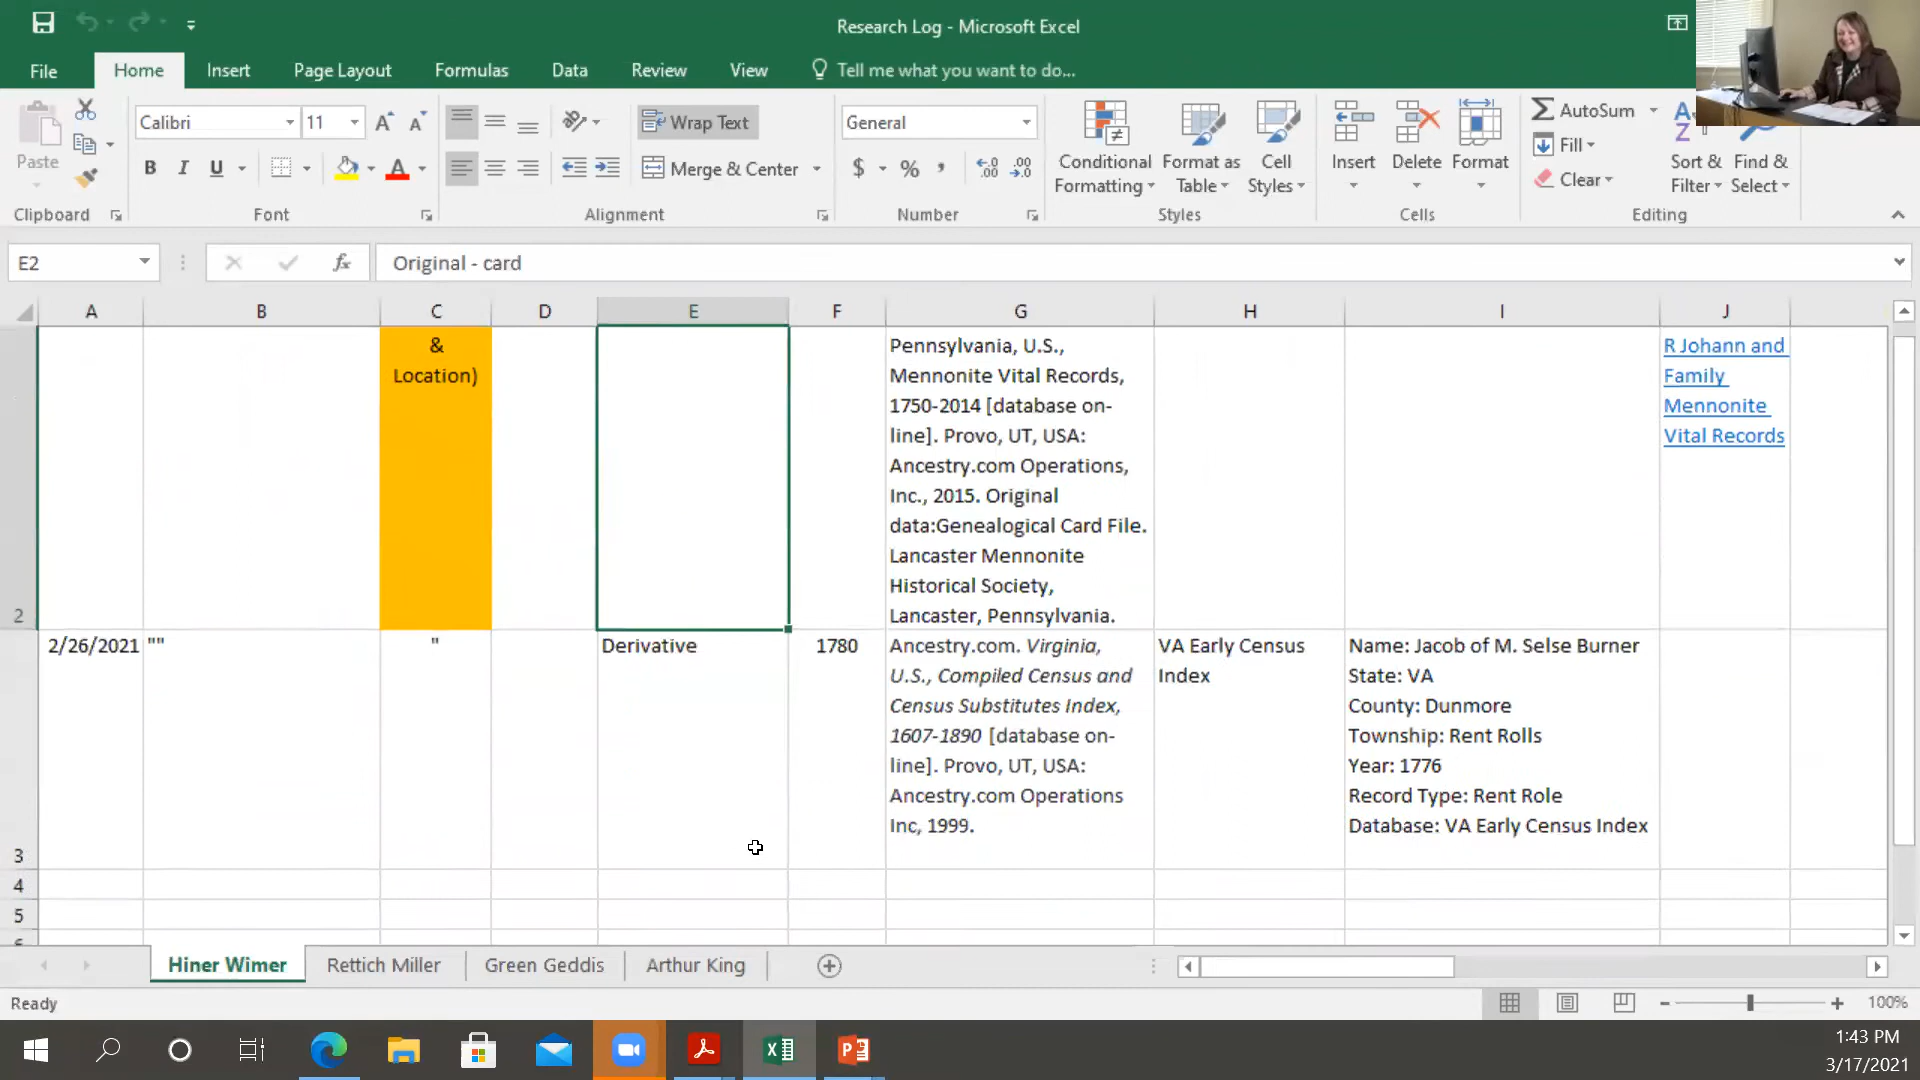 Research Log - Microsoft Excel
File Home Insert Page Layout Formulas Data Review View Tell me what you want to do...
Paste
Clipboard
Calibri 11
B I U
Font
Wrap Text
Merge & Center
Alignment
General
$ % ,
Number
Conditional Formatting
Format as Table
Cell Styles
Styles
Insert
Delete
Format
Cells
AutoSum
Fill
Clear
Sort & Filter
Find & Select
Editing
E2 fx Original - card
A B C D E F G H I J
&
Location)
Pennsylvania, U.S.,
Mennonite Vital Records,
1750-2014 [database on-
line]. Provo, UT, USA:
Ancestry.com Operations,
Inc., 2015. Original
data:Genealogical Card File.
Lancaster Mennonite
Historical Society,
Lancaster, Pennsylvania.
R Johann and
Family
Mennonite
Vital Records
2
2/26/2021 "" " Derivative 1780
Ancestry.com. Virginia,
U.S., Compiled Census and
Census Substitutes Index,
1607-1890 [database on-
line]. Provo, UT, USA:
Ancestry.com Operations
Inc, 1999.
VA Early Census
Index
Name: Jacob of M. Selse Burner
State: VA
County: Dunmore
Township: Rent Rolls
Year: 1776
Record Type: Rent Role
Database: VA Early Census Index
3
4
5
Hiner Wimer Rettich Miller Green Geddis Arthur King
Ready 100%
1:43 PM
3/17/2021